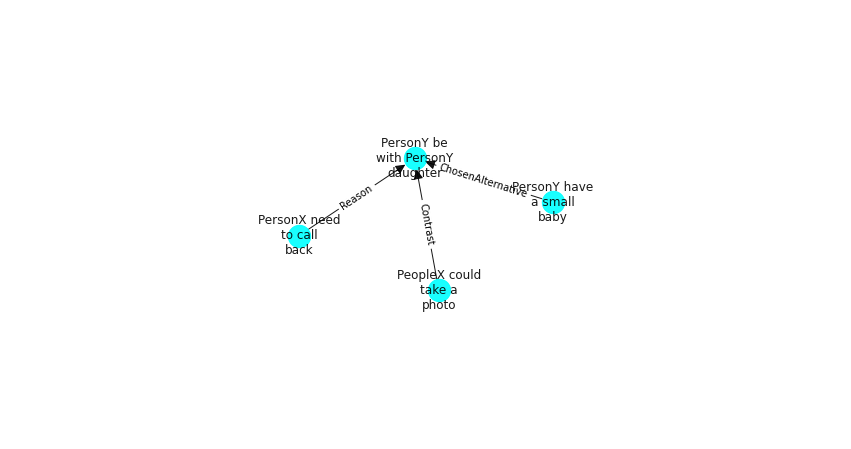 PersonY be
with PersonY
daughter
ChosenAlternative
PersonY have
a small
baby
Reason
PersonX need
to call
back
Contrast
PeopleX could
take a
photo